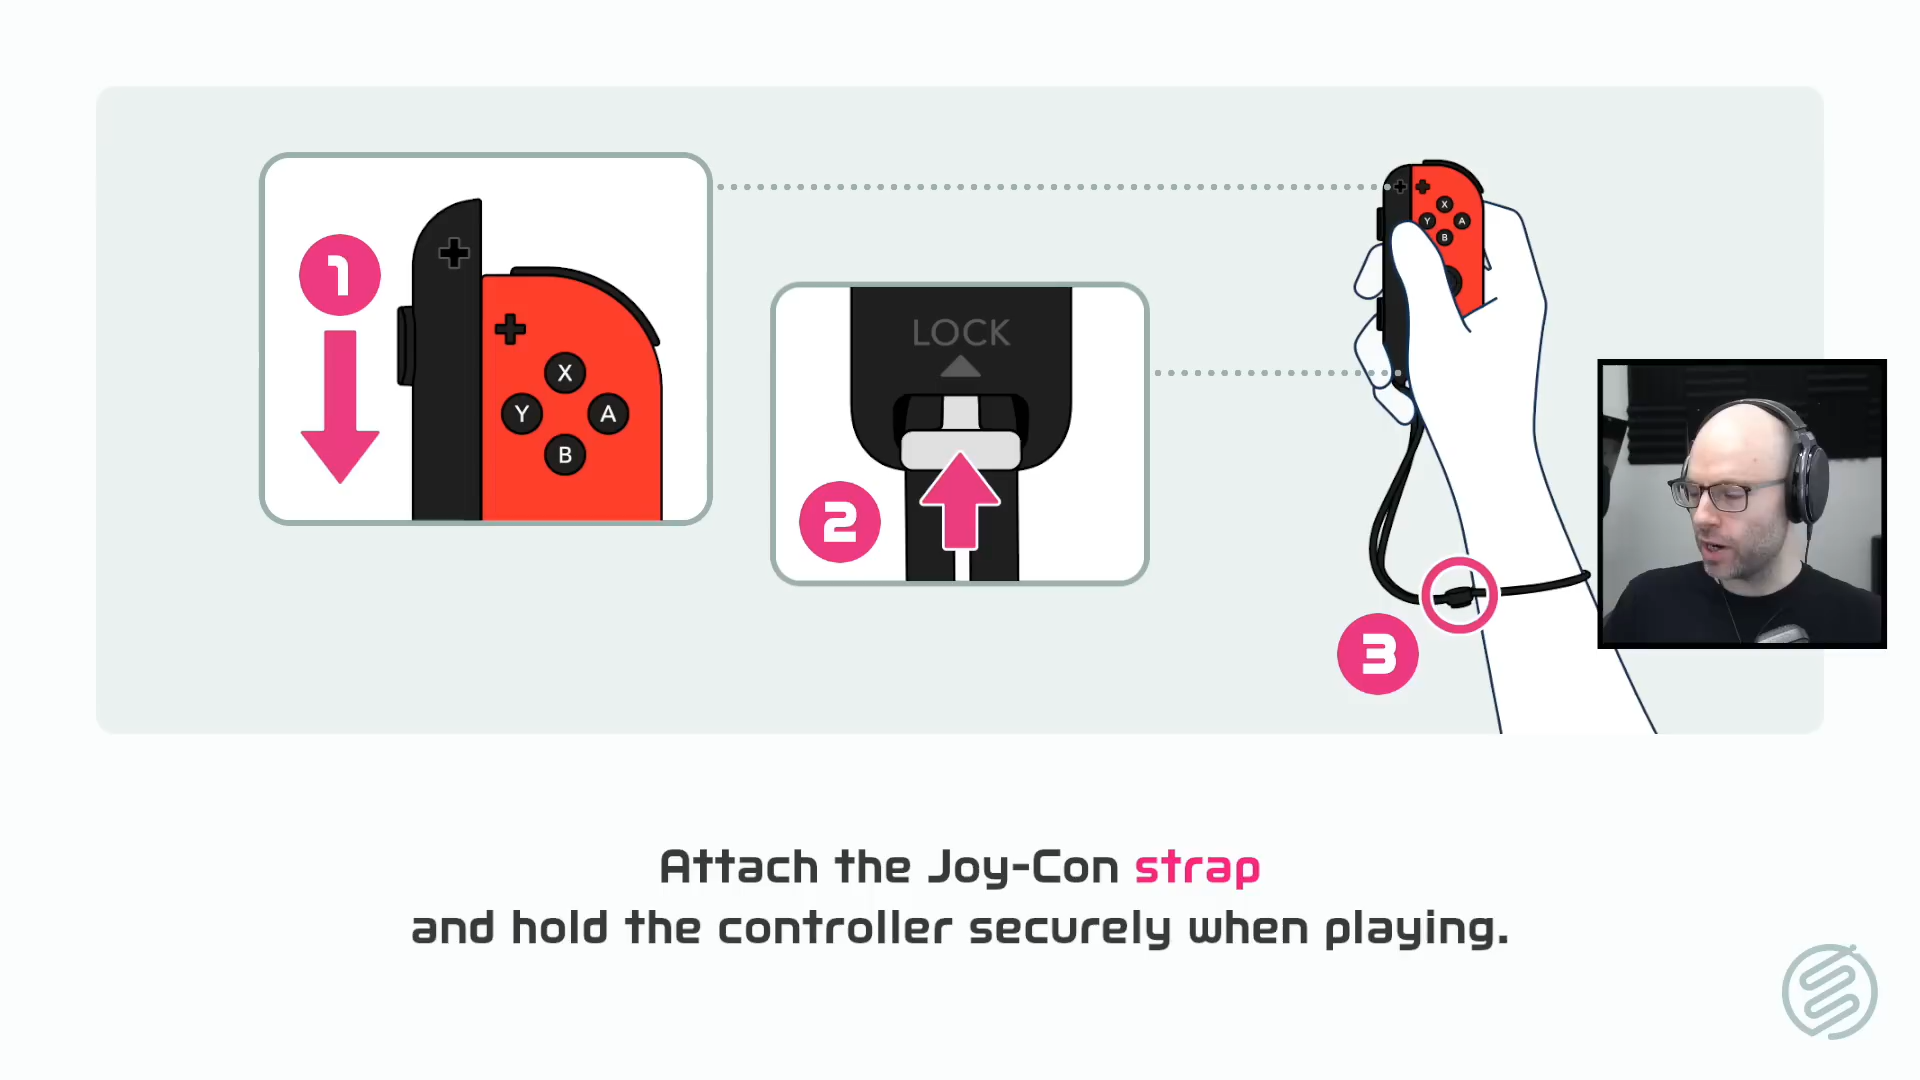 1
X
Y
A
B
LOCK
2
X
Y
A
B
3
Attach the Joy-Con strap
and hold the controller securely when playing.